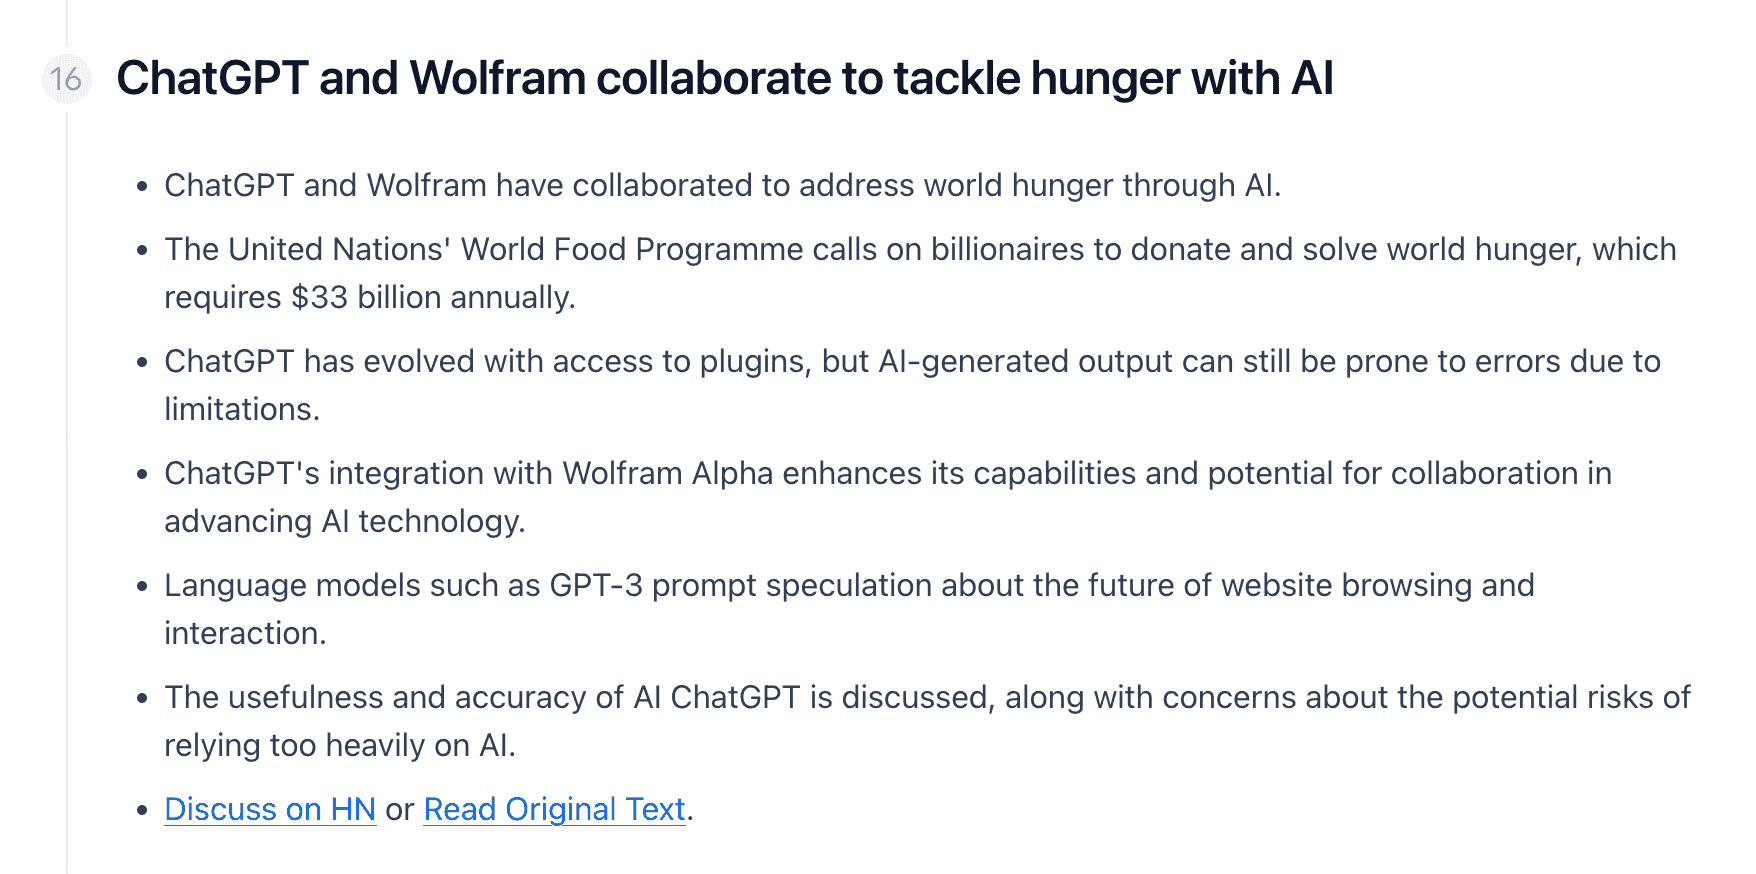 16
ChatGPT and Wolfram collaborate to tackle hunger with AI
• ChatGPT and Wolfram have collaborated to address world hunger through AI.
• The United Nations' World Food Programme calls on billionaires to donate and solve world hunger, which
requires $33 billion annually.
• ChatGPT has evolved with access to plugins, but AI-generated output can still be prone to errors due to
limitations.
• ChatGPT's integration with Wolfram Alpha enhances its capabilities and potential for collaboration in
advancing AI technology.
• Language models such as GPT-3 prompt speculation about the future of website browsing and
interaction.
• The usefulness and accuracy of AI ChatGPT is discussed, along with concerns about the potential risks of
relying too heavily on AI.
• Discuss on HN or Read Original Text.